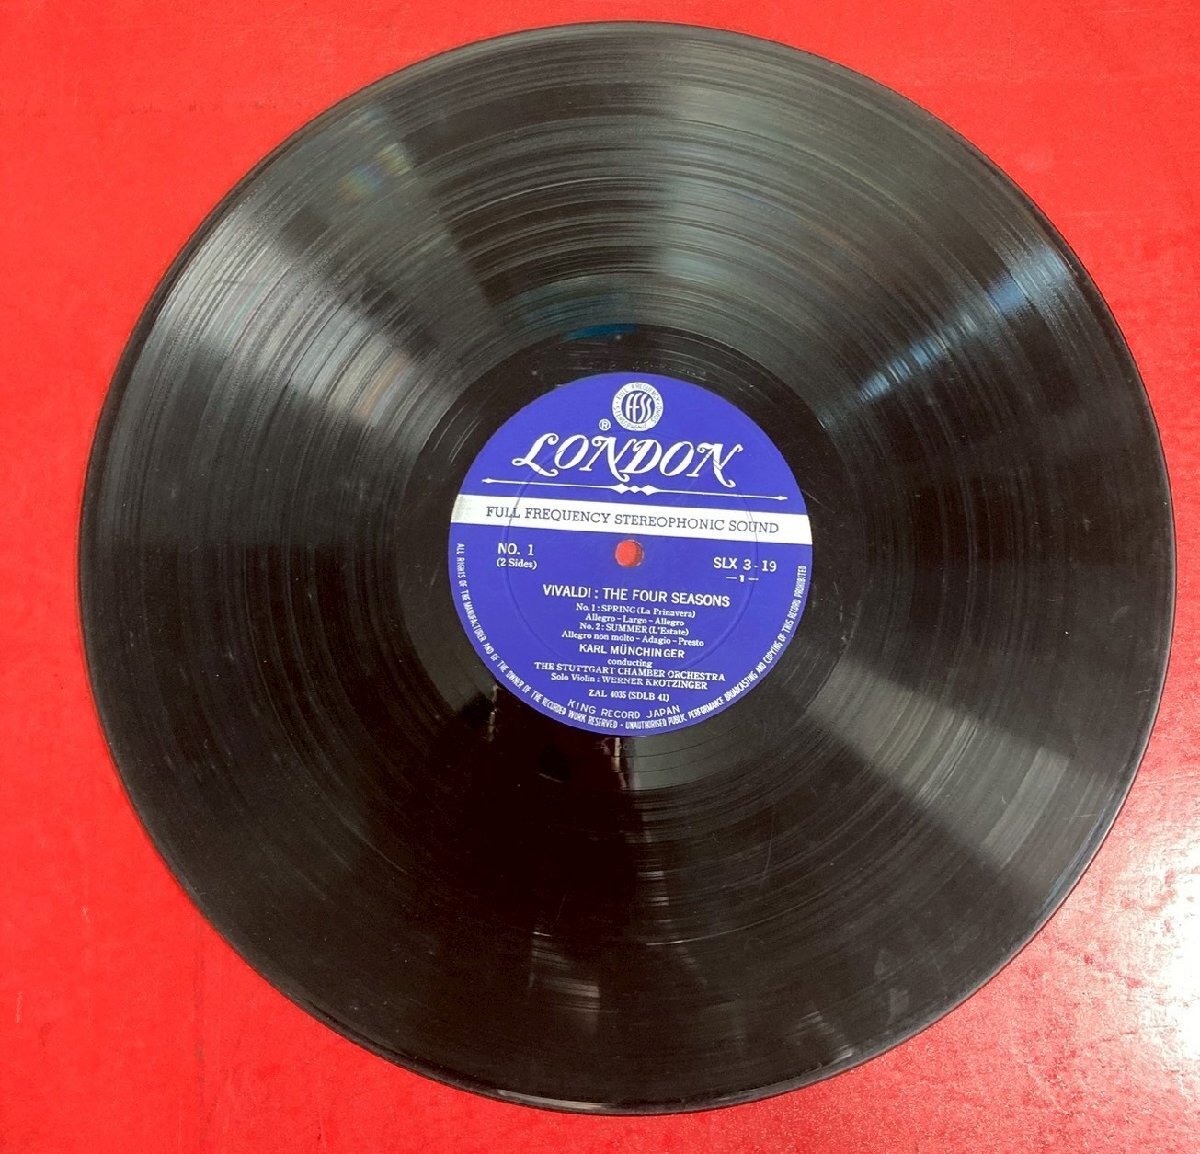 FULL FREQUENCY
FFSS
®
LONDON
FULL FREQUENCY STEREOPHONIC SOUND
NO. 1
SLX 3-19
(2 Sides)
—1—
VIVALDI : THE FOUR SEASONS
No. 1 : SPRING (La Primavera)
Allegro – Largo – Allegro
No. 2 : SUMMER (L'Estate)
Allegro non molto – Adagio – Presto
KARL MÜNCHINGER
conducting
THE STUTTGART CHAMBER ORCHESTRA
Solo Violin : WERNER KROTZINGER
ZAL 4035 (SDLB 41)
KING RECORD JAPAN
ALL RIGHTS OF THE MANUFACTURER AND OF THE OWNER OF THE RECORDED WORK RESERVED - UNAUTHORISED PUBLIC PERFORMANCE BROADCASTING AND COPYING OF THIS RECORD PROHIBITED